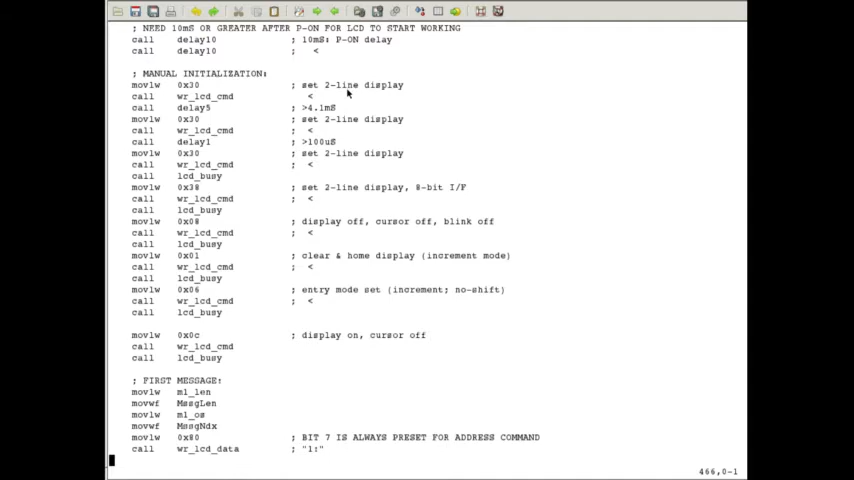 ; NEED 10mS OR GREATER AFTER P-ON FOR LCD TO START WORKING
call delay10 ; 10mS: P-ON delay
call delay10 ; <
; MANUAL INITIALIZATION:
movlw 0x30 ; set 2-line display
call wr_lcd_cmd ; <
call delay5 ; >4.1mS
movlw 0x30 ; set 2-line display
call wr_lcd_cmd ; <
call delay1 ; >100uS
movlw 0x30 ; set 2-line display
call wr_lcd_cmd ; <
call lcd_busy
movlw 0x38 ; set 2-line display, 8-bit I/F
call wr_lcd_cmd ; <
call lcd_busy
movlw 0x08 ; display off, cursor off, blink off
call wr_lcd_cmd ; <
call lcd_busy
movlw 0x01 ; clear & home display (increment mode)
call wr_lcd_cmd ; <
call lcd_busy
movlw 0x06 ; entry mode set (increment; no-shift)
call wr_lcd_cmd ; <
call lcd_busy
movlw 0x0c ; display on, cursor off
call wr_lcd_cmd
call lcd_busy
; FIRST MESSAGE:
movlw m1_len
movwf MssgLen
movlw m1_os
movwf MssgNdx
movlw 0x80 ; BIT 7 IS ALWAYS PRESET FOR ADDRESS COMMAND
call wr_lcd_data ; "1:"
466,0-1